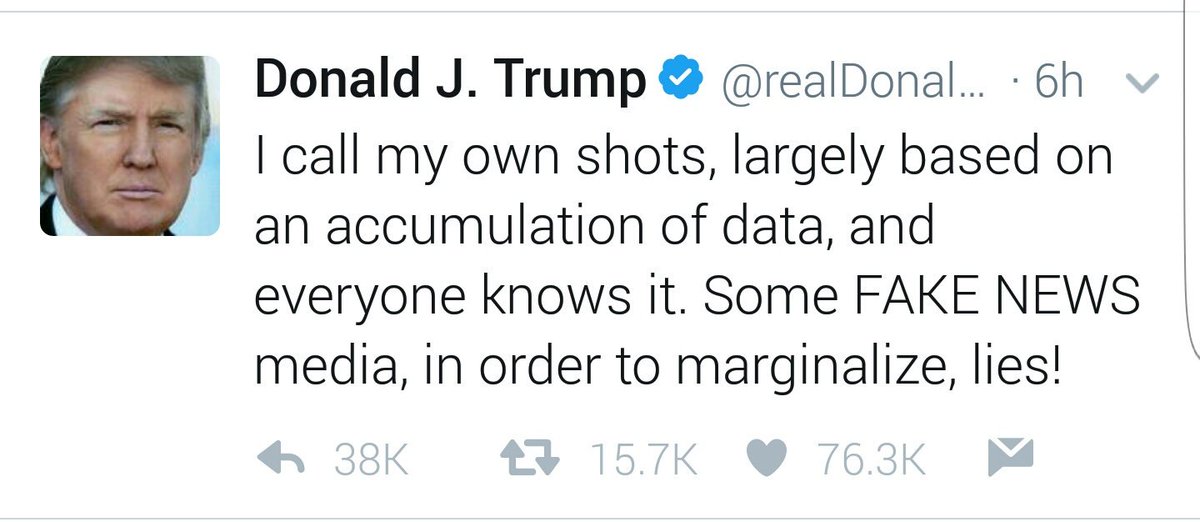 Donald J. Trump @realDonal... · 6h
I call my own shots, largely based on
an accumulation of data, and
everyone knows it. Some FAKE NEWS
media, in order to marginalize, lies!
38K 15.7K 76.3K